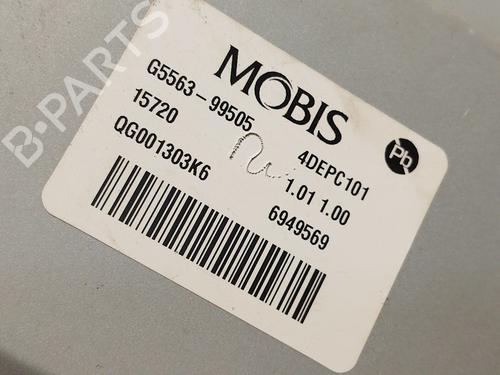 MOBIS
G5563-99505
15720
QG001303K6
4DEPC101
1.01 1.00
6949569
Pb
B-PARTS